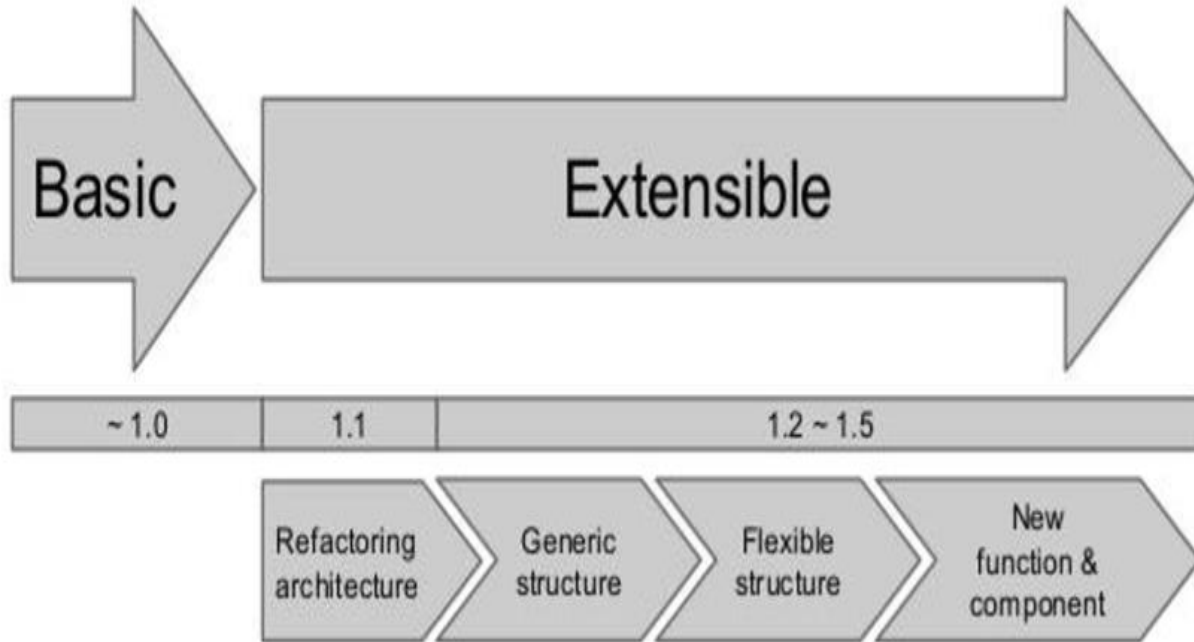 Basic
Extensible
~ 1.0
1.1
1.2 ~ 1.5
Refactoring
architecture
Generic
structure
Flexible
structure
New
function &
component